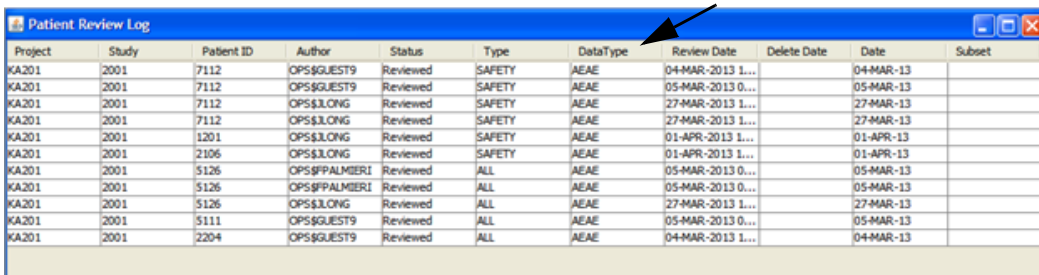 Patient Review Log
Project Study Patient ID Author Status Type DataType Review Date Delete Date Date Subset
KA201 2001 7112 OPS$GUEST9 Reviewed SAFETY AEAE 04-MAR-2013 1... 04-MAR-13
KA201 2001 7112 OPS$GUEST9 Reviewed SAFETY AEAE 05-MAR-2013 0... 05-MAR-13
KA201 2001 7112 OPS$JLONG Reviewed SAFETY AEAE 27-MAR-2013 1... 27-MAR-13
KA201 2001 7112 OPS$JLONG Reviewed SAFETY AEAE 27-MAR-2013 1... 27-MAR-13
KA201 2001 1201 OPS$JLONG Reviewed SAFETY AEAE 01-APR-2013 1... 01-APR-13
KA201 2001 2106 OPS$JLONG Reviewed SAFETY AEAE 01-APR-2013 1... 01-APR-13
KA201 2001 5126 OPS$FPALMIERI Reviewed ALL AEAE 05-MAR-2013 0... 05-MAR-13
KA201 2001 5126 OPS$FPALMIERI Reviewed ALL AEAE 05-MAR-2013 0... 05-MAR-13
KA201 2001 5126 OPS$JLONG Reviewed ALL AEAE 27-MAR-2013 1... 27-MAR-13
KA201 2001 5111 OPS$GUEST9 Reviewed ALL AEAE 05-MAR-2013 0... 05-MAR-13
KA201 2001 2204 OPS$GUEST9 Reviewed ALL AEAE 04-MAR-2013 1... 04-MAR-13